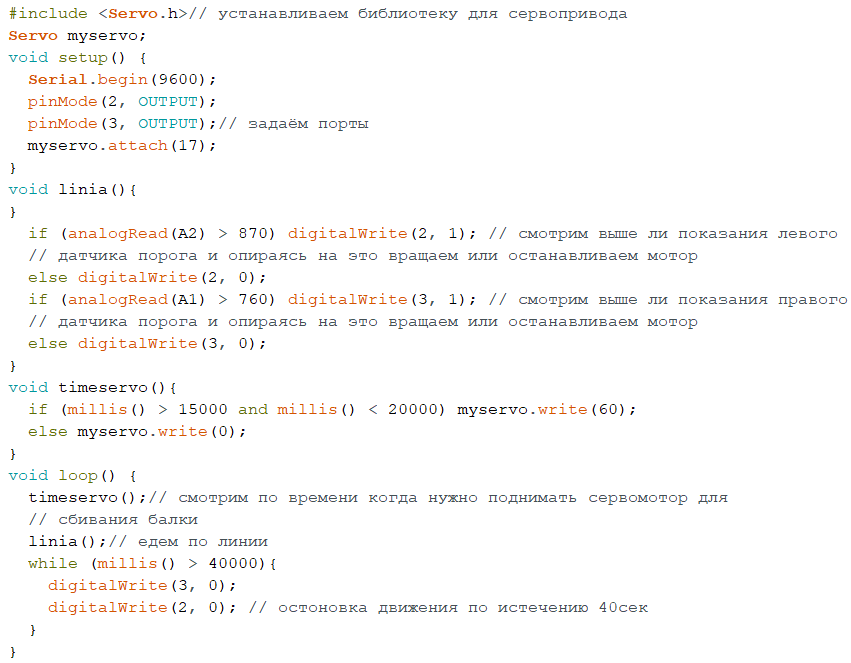 #include <Servo.h>// устанавливаем библиотеку для сервопривода
Servo myservo;
void setup() {
  Serial.begin(9600);
  pinMode(2, OUTPUT);
  pinMode(3, OUTPUT);// задаём порты
  myservo.attach(17);
}
void linia(){
}
  if (analogRead(A2) > 870) digitalWrite(2, 1); // смотрим выше ли показания левого
  // датчика порога и опираясь на это вращаем или останавливаем мотор
  else digitalWrite(2, 0);
  if (analogRead(A1) > 760) digitalWrite(3, 1); // смотрим выше ли показания правого
  // датчика порога и опираясь на это вращаем или останавливаем мотор
  else digitalWrite(3, 0);
}
void timeservo(){
  if (millis() > 15000 and millis() < 20000) myservo.write(60);
  else myservo.write(0);
}
void loop() {
  timeservo();// смотрим по времени когда нужно поднимать сервомотор для
  // сбивания балки
  linia();// едем по линии
  while (millis() > 40000){
    digitalWrite(3, 0);
    digitalWrite(2, 0); // остоновка движения по истечению 40сек
  }
}